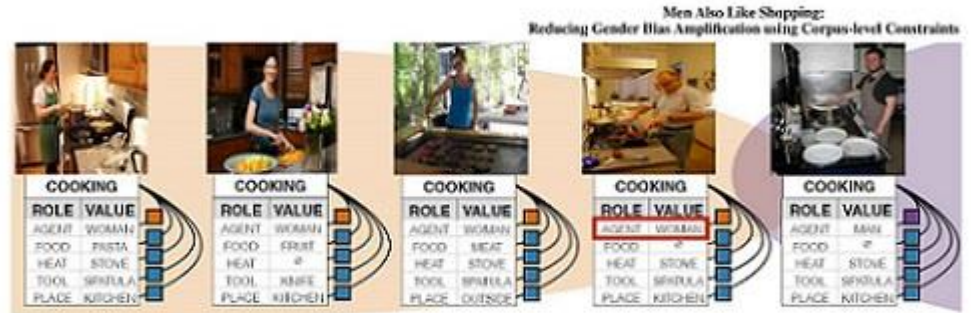 Men Also Like Shopping:
Reducing Gender Bias Amplification using Corpus-level Constraints
COOKING
ROLE VALUE
AGENT WOMAN
FOOD PASTA
HEAT STOVE
TOOL SPATULA
PLACE KITCHEN
COOKING
ROLE VALUE
AGENT WOMAN
FOOD FRUIT
HEAT ∅
TOOL KNIFE
PLACE KITCHEN
COOKING
ROLE VALUE
AGENT WOMAN
FOOD MEAT
HEAT STOVE
TOOL SPATULA
PLACE OUTSIDE
COOKING
ROLE VALUE
AGENT WOMAN
FOOD ∅
HEAT STOVE
TOOL SPATULA
PLACE KITCHEN
COOKING
ROLE VALUE
AGENT MAN
FOOD ∅
HEAT STOVE
TOOL SPATULA
PLACE KITCHEN